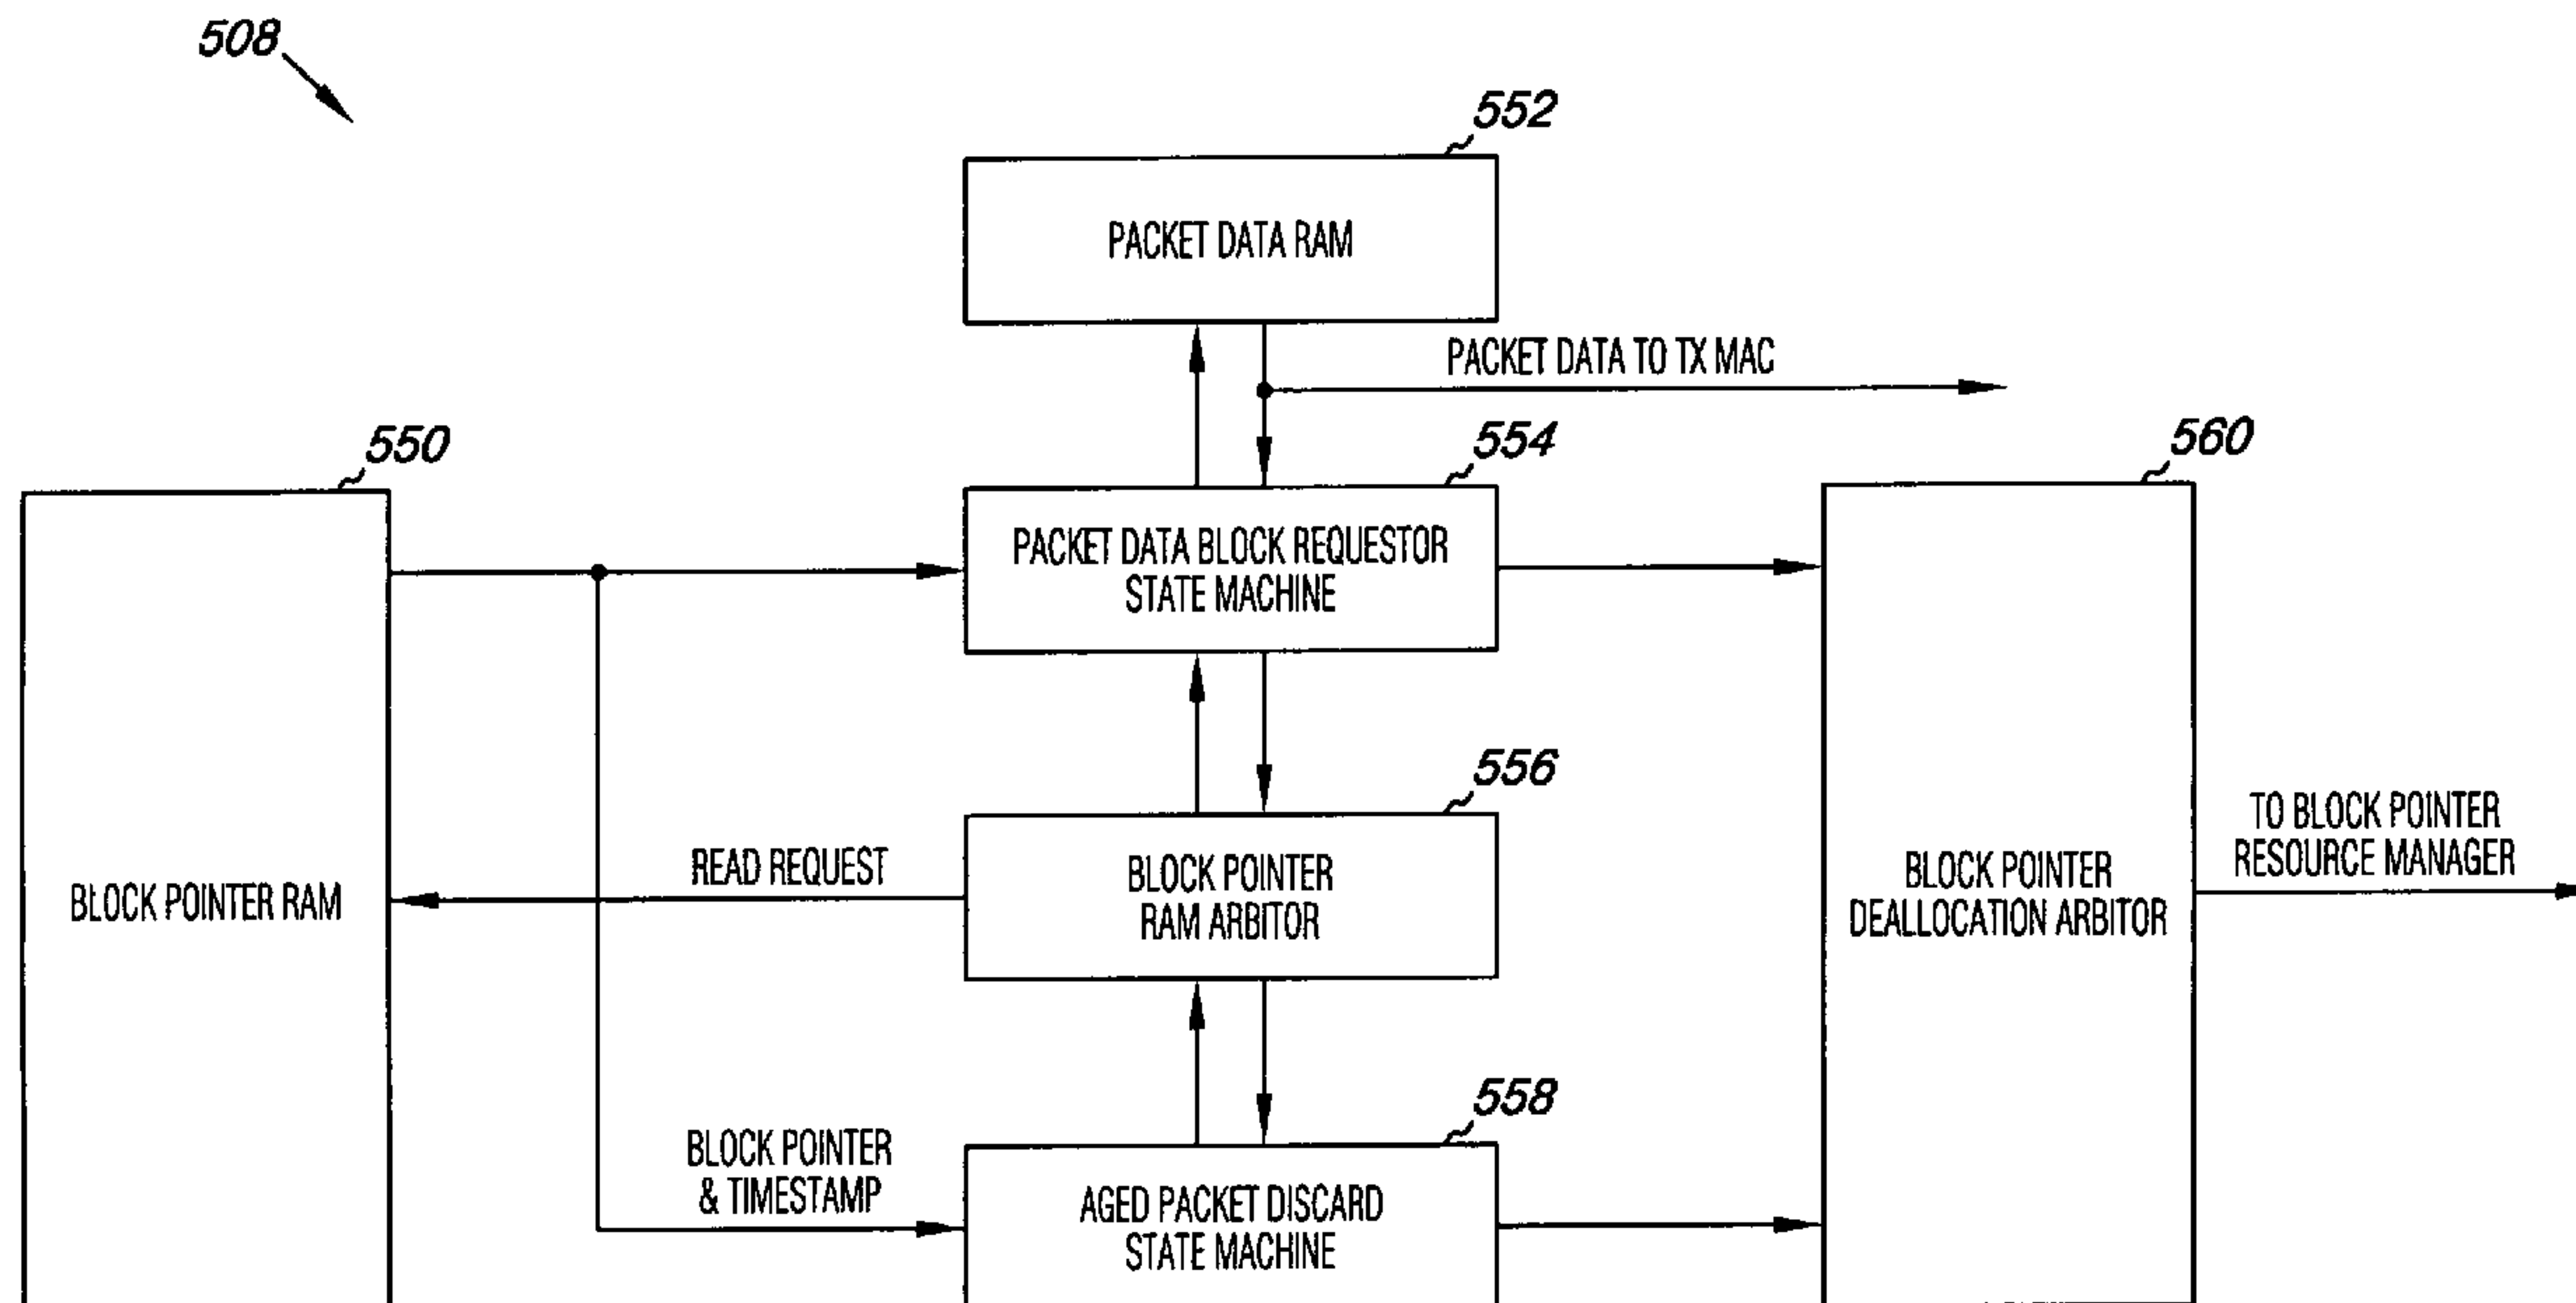 508
552
PACKET DATA RAM
PACKET DATA TO TX MAC
550
554
560
PACKET DATA BLOCK REQUESTOR
STATE MACHINE
556
READ REQUEST
BLOCK POINTER RAM
BLOCK POINTER
RAM ARBITOR
BLOCK POINTER
DEALLOCATION ARBITOR
TO BLOCK POINTER
RESOURCE MANAGER
558
BLOCK POINTER
& TIMESTAMP
AGED PACKET DISCARD
STATE MACHINE